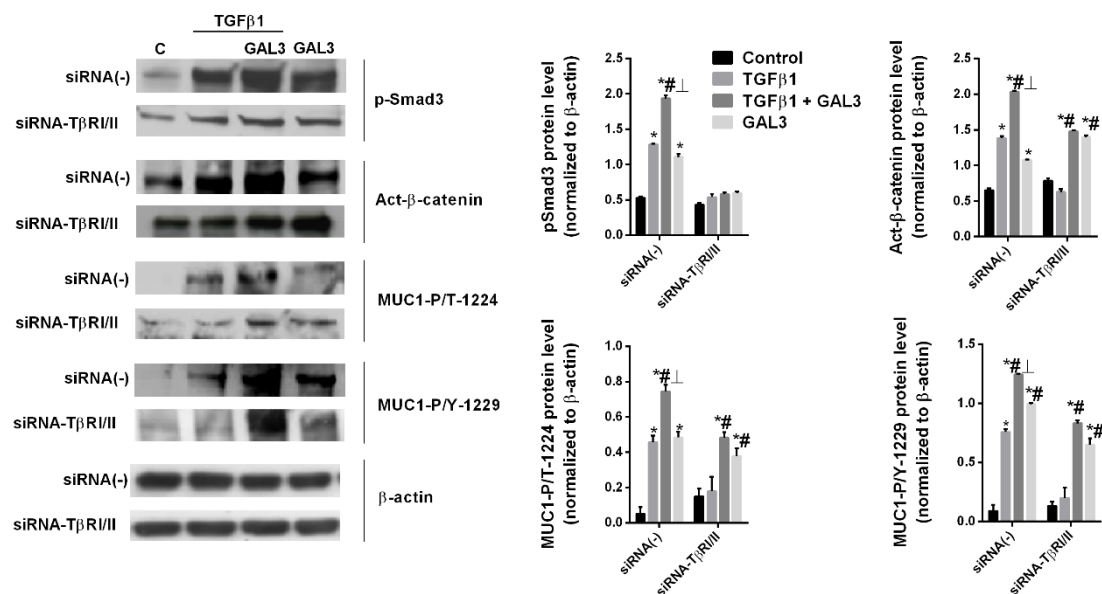 TGFβ1
C GAL3 GAL3
siRNA(-)
siRNA-TβRI/II
p-Smad3
siRNA(-)
siRNA-TβRI/II
Act-β-catenin
siRNA(-)
siRNA-TβRI/II
MUC1-P/T-1224
siRNA(-)
siRNA-TβRI/II
MUC1-P/Y-1229
siRNA(-)
siRNA-TβRI/II
β-actin
Control
TGFβ1
TGFβ1 + GAL3
GAL3
pSmad3 protein level
(normalized to β-actin)
2.5
2.0
1.5
1.0
0.5
0.0
* *# ⊥ *
siRNA(-)
siRNA-TβRI/II
Act-β-catenin protein level
(normalized to β-actin)
2.5
2.0
1.5
1.0
0.5
0.0
* *# ⊥ * *# *#
siRNA(-)
siRNA-TβRI/II
MUC1-P/T-1224 protein level
(normalized to β-actin)
1.0
0.8
0.6
0.4
0.2
0.0
* *# ⊥ * *# *#
siRNA(-)
siRNA-TβRI/II
MUC1-P/Y-1229 protein level
(normalized to β-actin)
1.5
1.0
0.5
0.0
* *# ⊥ *# *# *#
siRNA(-)
siRNA-TβRI/II